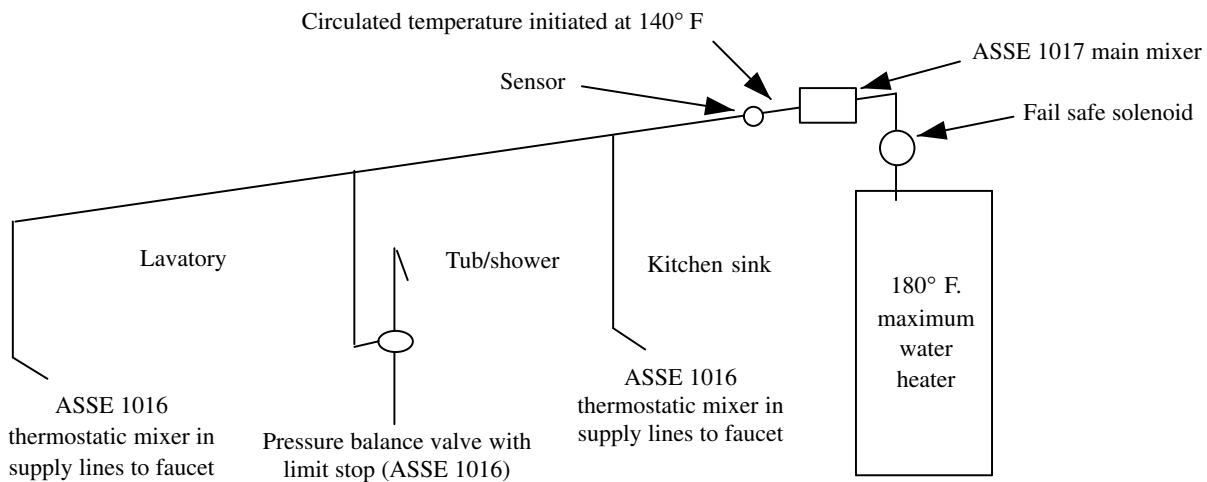 Circulated temperature initiated at 140° F
ASSE 1017 main mixer
Sensor
Fail safe solenoid
Lavatory
Tub/shower
Kitchen sink
180° F.
maximum
water
heater
ASSE 1016
thermostatic mixer in
supply lines to faucet
Pressure balance valve with
limit stop (ASSE 1016)
ASSE 1016
thermostatic mixer in
supply lines to faucet